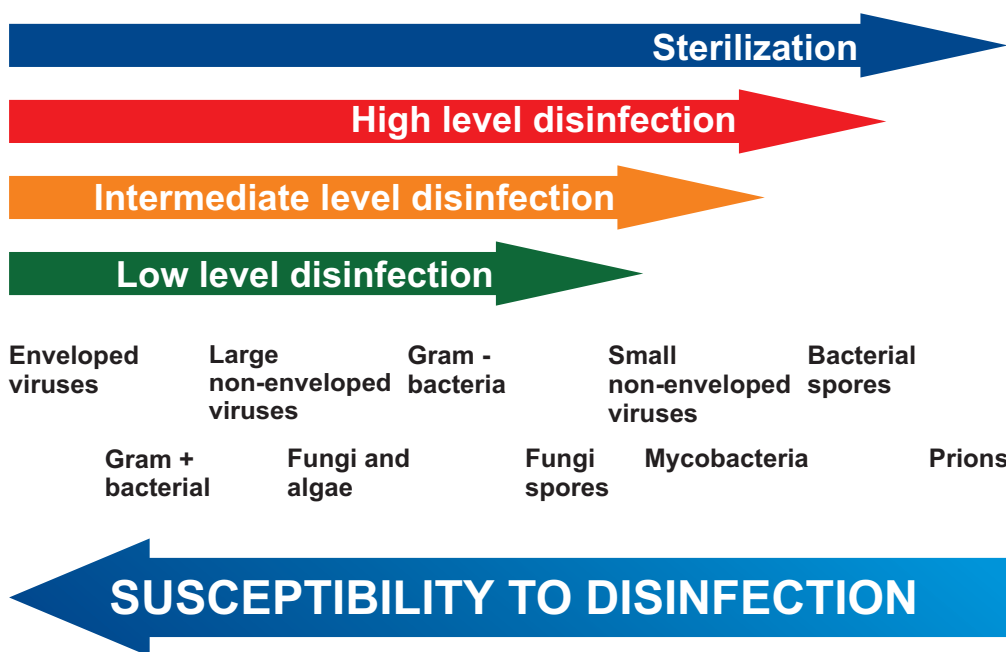 Sterilization
High level disinfection
Intermediate level disinfection
Low level disinfection
Enveloped
viruses
Large
non-enveloped
viruses
Gram -
bacteria
Small
non-enveloped
viruses
Bacterial
spores
Gram +
bacterial
Fungi and
algae
Fungi
spores
Mycobacteria
Prions
SUSCEPTIBILITY TO DISINFECTION